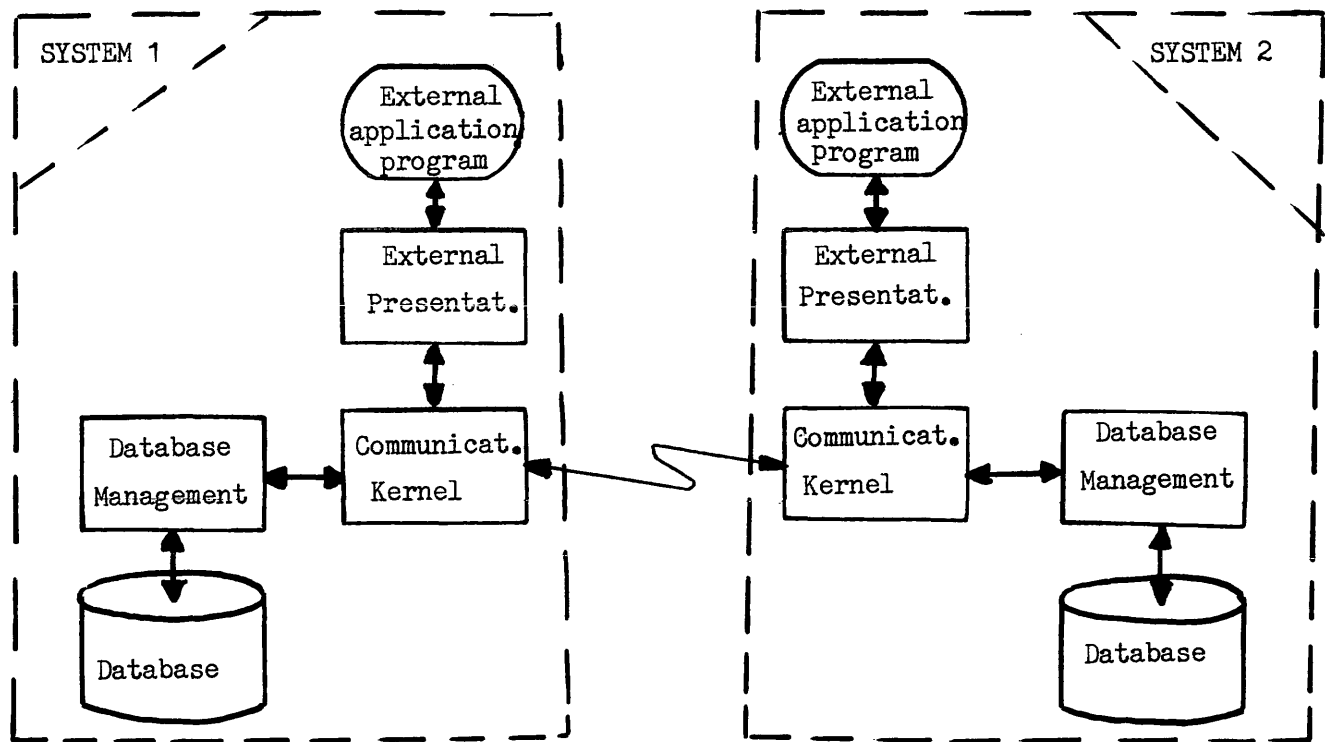 SYSTEM 1
External
application
program
External
Presentat.
Communicat.
Kernel
Database
Management
Database
SYSTEM 2
External
application
program
External
Presentat.
Communicat.
Kernel
Database
Management
Database